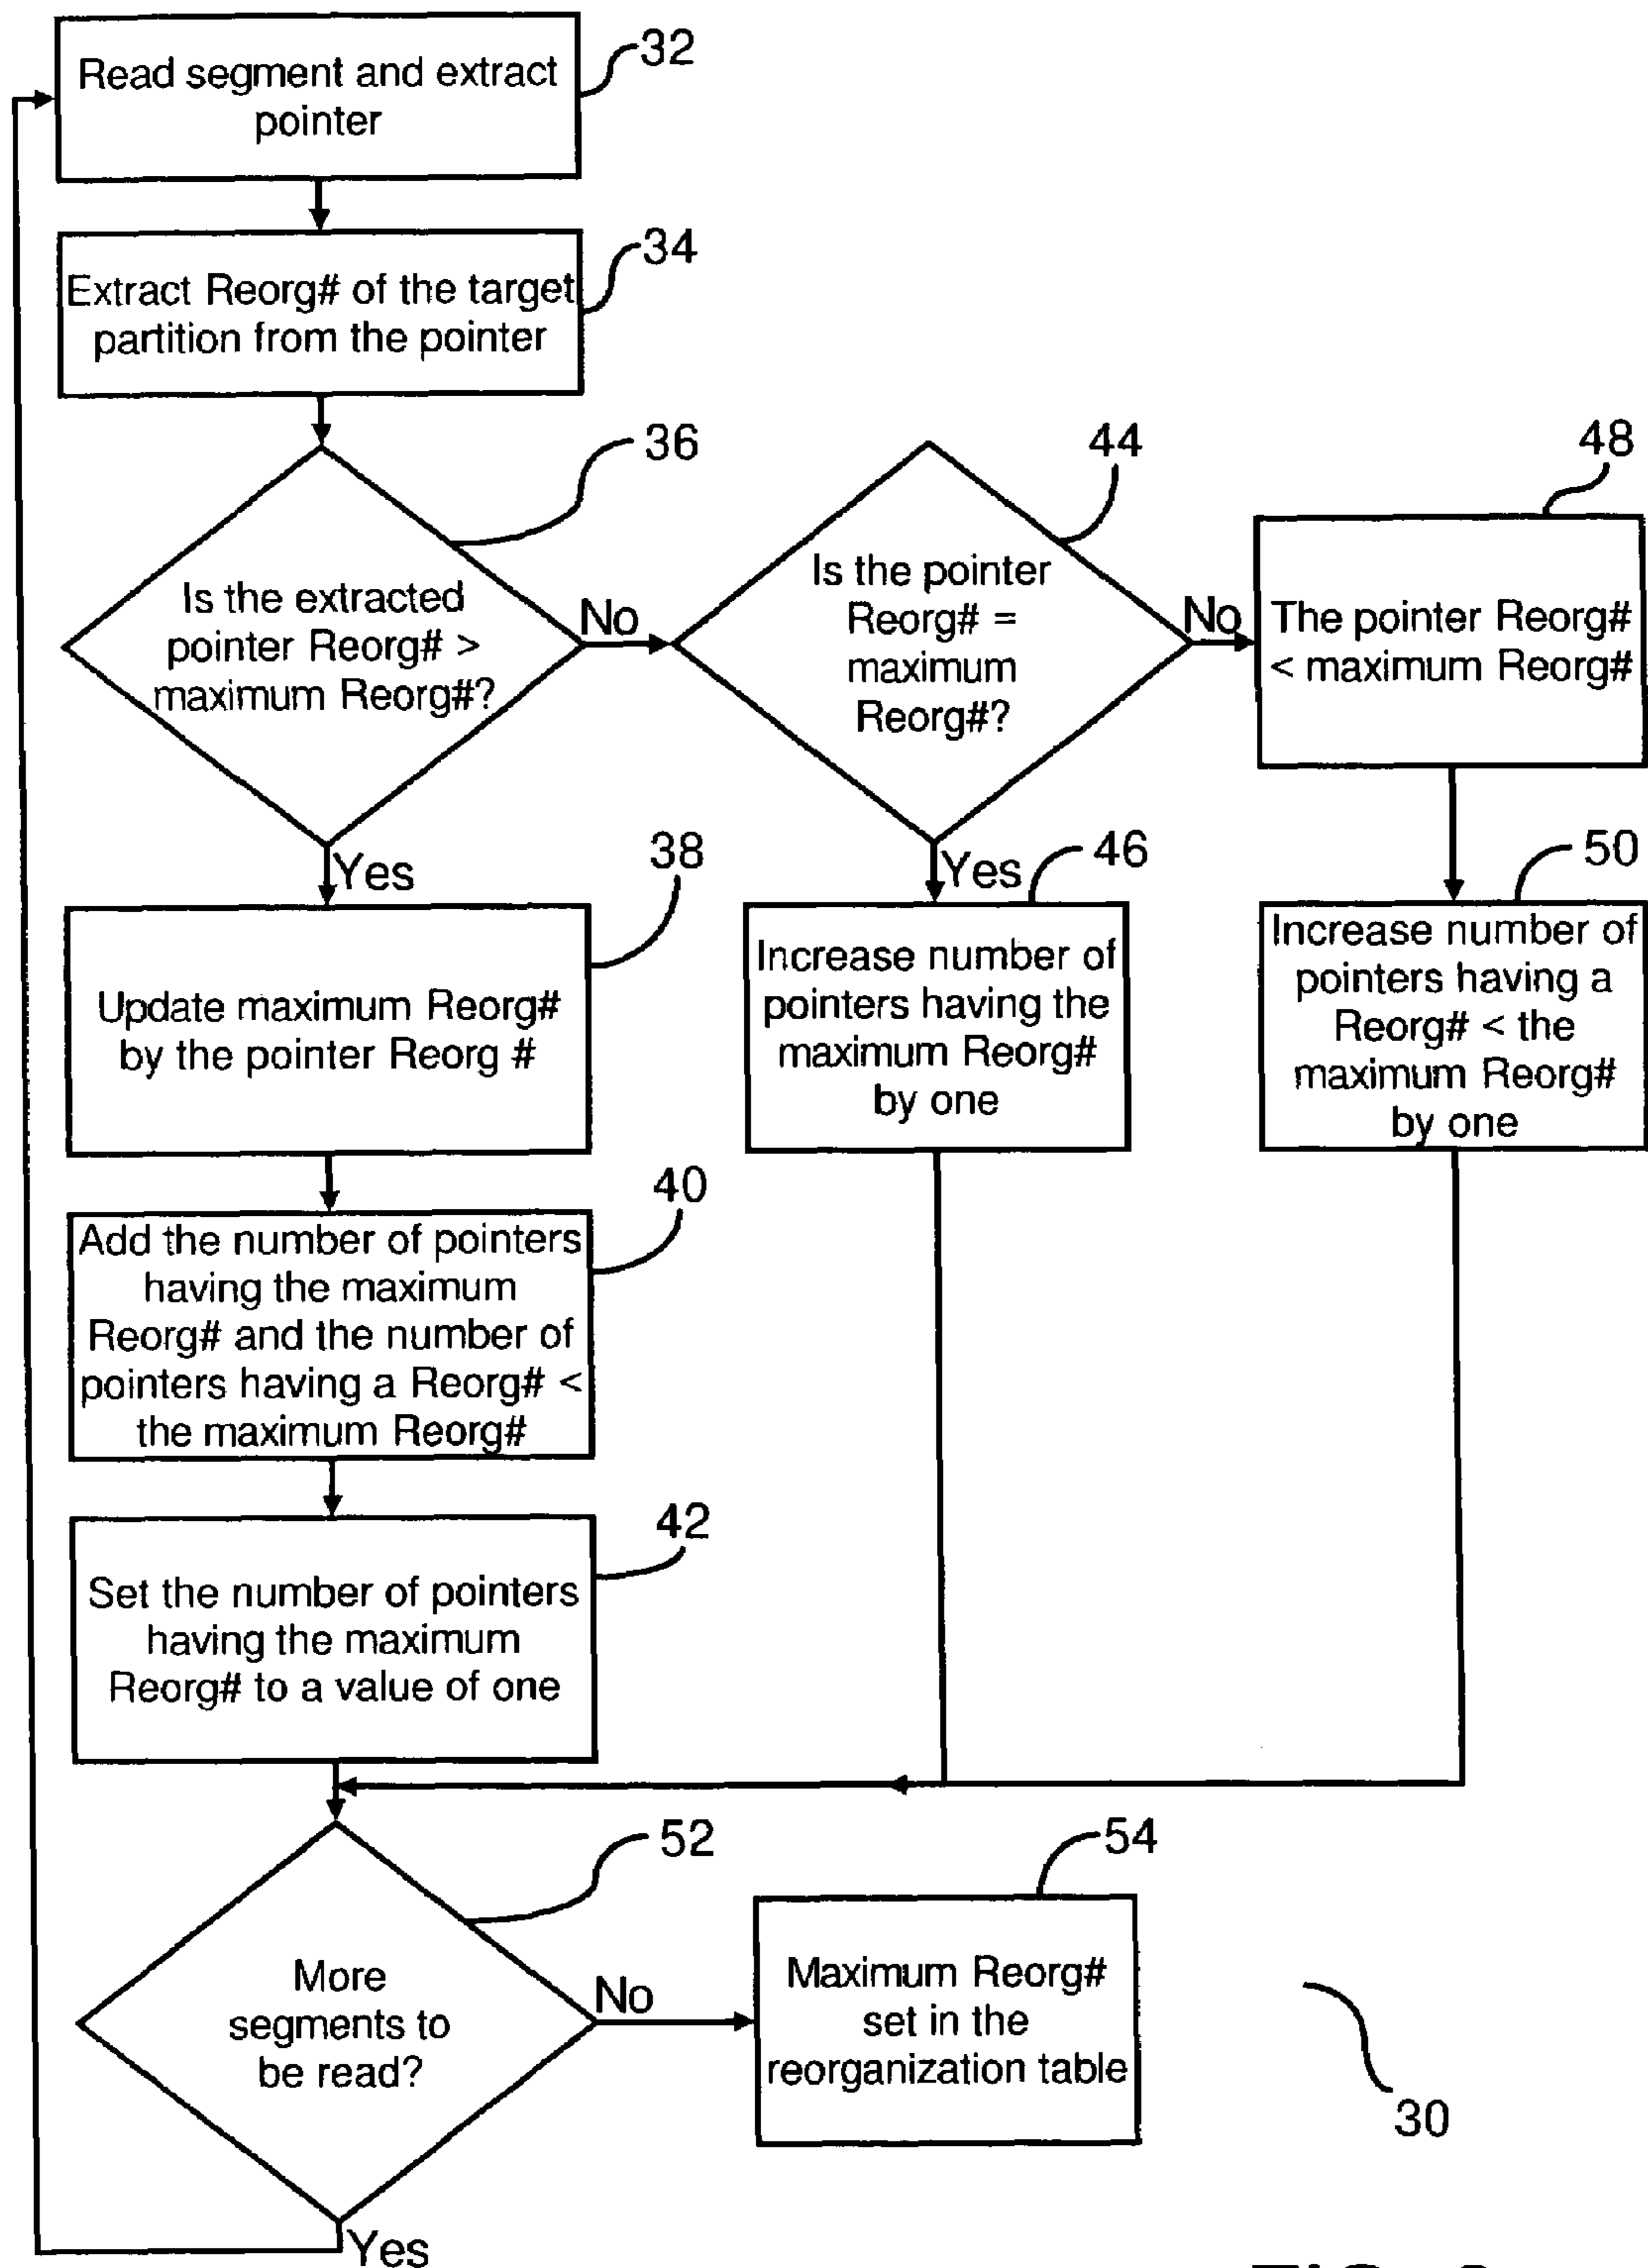 32
Read segment and extract
pointer
34
Extract Reorg# of the target
partition from the pointer
36
Is the extracted
pointer Reorg# >
maximum Reorg#?
No
44
Is the pointer
Reorg# =
maximum
Reorg#?
No
48
The pointer Reorg#
< maximum Reorg#
Yes
38
Update maximum Reorg#
by the pointer Reorg #
Yes
46
Increase number of
pointers having the
maximum Reorg#
by one
50
Increase number of
pointers having a
Reorg# < the
maximum Reorg#
by one
40
Add the number of pointers
having the maximum
Reorg# and the number of
pointers having a Reorg# <
the maximum Reorg#
42
Set the number of pointers
having the maximum
Reorg# to a value of one
52
More
segments to
be read?
No
54
Maximum Reorg#
set in the
reorganization table
30
Yes